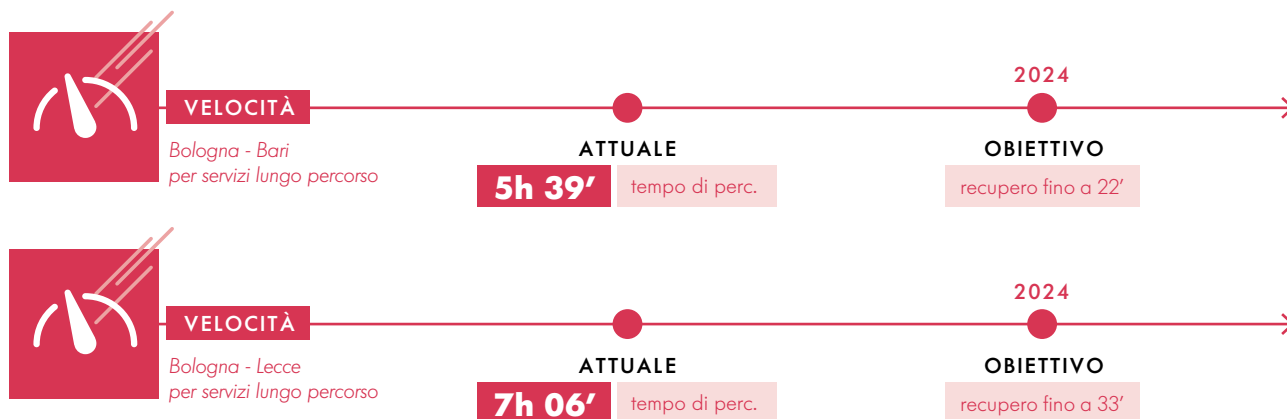 2024
VELOCITÀ
Bologna - Bari
per servizi lungo percorso
ATTUALE
5h 39’ tempo di perc.
OBIETTIVO
recupero fino a 22’
2024
VELOCITÀ
Bologna - Lecce
per servizi lungo percorso
ATTUALE
7h 06’ tempo di perc.
OBIETTIVO
recupero fino a 33’